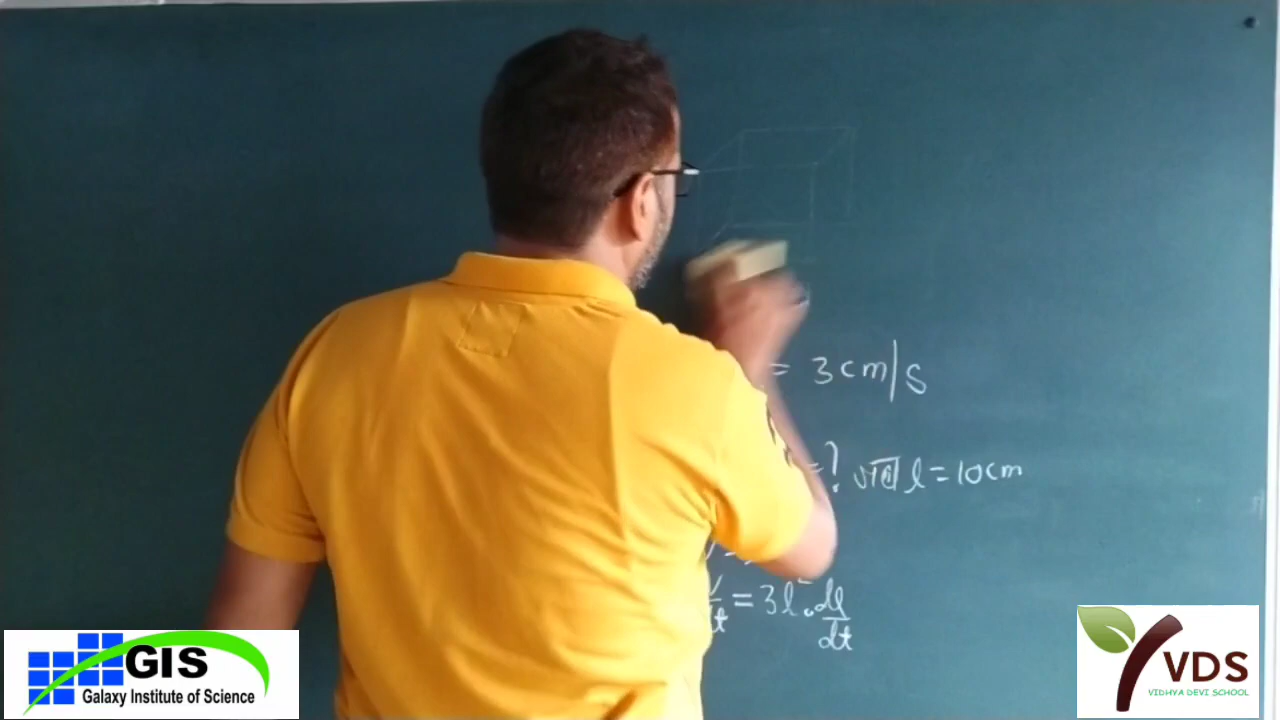 = 3cm/s
=? जब l = 10cm
= 3l². dl/dt
GIS
Galaxy Institute of Science
VDS
VIDHYA DEVI SCHOOL